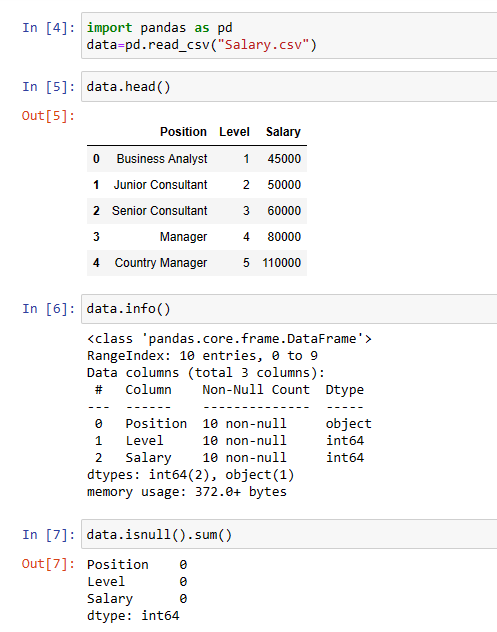 In [4]: import pandas as pd
data=pd.read_csv("Salary.csv")
In [5]: data.head()
Out[5]:
Position Level Salary
0 Business Analyst 1 45000
1 Junior Consultant 2 50000
2 Senior Consultant 3 60000
3 Manager 4 80000
4 Country Manager 5 110000
In [6]: data.info()
<class 'pandas.core.frame.DataFrame'>
RangeIndex: 10 entries, 0 to 9
Data columns (total 3 columns):
 #   Column    Non-Null Count  Dtype
---  ------    --------------  -----
 0   Position  10 non-null     object
 1   Level     10 non-null     int64
 2   Salary    10 non-null     int64
dtypes: int64(2), object(1)
memory usage: 372.0+ bytes
In [7]: data.isnull().sum()
Out[7]: Position    0
Level       0
Salary      0
dtype: int64